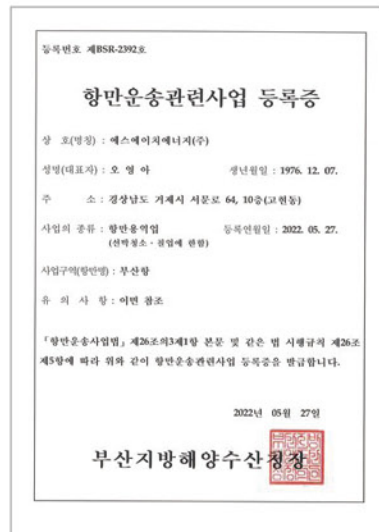 등록번호 제BSR-2392호
항만운송관련사업 등록증
상 호(명칭) : 에스에이치에너지(주)
성명(대표자) : 오 영 아 생년월일 : 1976. 12. 07.
주 소 : 경상남도 거제시 서문로 64, 10층(고현동)
사업의 종류 : 항만용역업 등록연월일 : 2022. 05. 27.
(선박청소 · 줄업에 한함)
사업구역(항만명) : 부산항
유 의 사 항 : 이면 참조
「항만운송사업법」 제26조의3제1항 본문 및 같은 법 시행규칙 제26조
제5항에 따라 위와 같이 항만운송관련사업 등록증을 발급합니다.
2022년 05월 27일
부산지방해양수산청장